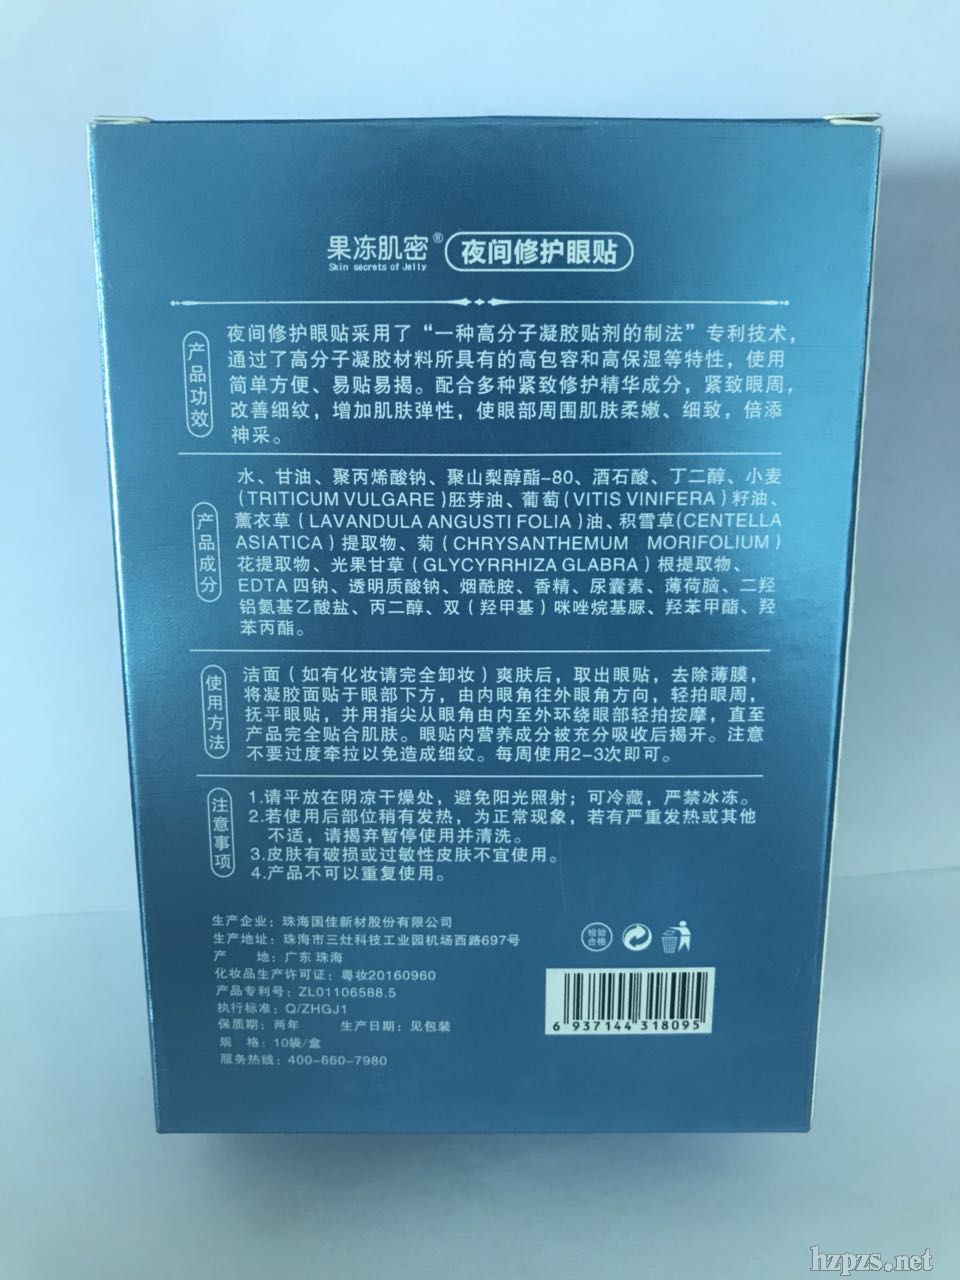 果冻肌密® 夜间修护眼贴
Skin secrets of Jelly
产品功效
夜间修护眼贴采用了“一种高分子凝胶贴剂的制法”专利技术，
通过了高分子凝胶材料所具有的高包容和高保湿等特性，使用
简单方便、易贴易揭。配合多种紧致修护精华成分，紧致眼周，
改善细纹，增加肌肤弹性，使眼部周围肌肤柔嫩、细致，倍添
神采。
产品成分
水、甘油、聚丙烯酸钠、聚山梨醇酯-80、酒石酸、丁二醇、小麦
(TRITICUM VULGARE)胚芽油、葡萄(VITIS VINIFERA)籽油、
薰衣草(LAVANDULA ANGUSTI FOLIA)油、积雪草(CENTELLA
ASIATICA)提取物、菊(CHRYSANTHEMUM MORIFOLIUM)
花提取物、光果甘草(GLYCYRRHIZA GLABRA)根提取物、
EDTA 四钠、透明质酸钠、烟酰胺、香精、尿囊素、薄荷脑、二羟
铝氨基乙酸盐、丙二醇、双(羟甲基)咪唑烷基脲、羟苯甲酯、羟
苯丙酯。
使用方法
洁面(如有化妆请完全卸妆)爽肤后，取出眼贴，去除薄膜，
将凝胶面贴于眼部下方，由内眼角往外眼角方向，轻拍眼周，
抚平眼贴，并用指尖从眼角由内至外环绕眼部轻拍按摩，直至
产品完全贴合肌肤。眼贴内营养成分被充分吸收后揭开。注意
不要过度牵拉以免造成细纹。每周使用2-3次即可。
注意事项
1.请平放在阴凉干燥处，避免阳光照射；可冷藏，严禁冰冻。
2.若使用后部位稍有发热，为正常现象，若有严重发热或其他
不适，请揭弃暂停使用并清洗。
3.皮肤有破损或过敏性皮肤不宜使用。
4.产品不可以重复使用。
生产企业：珠海国佳新材股份有限公司
生产地址：珠海市三灶科技工业园机场西路697号
产 地：广东 珠海
化妆品生产许可证：粤妆20160960
产品专利号：ZL01106588.5
执行标准：Q/ZHGJ1
保质期：两年 生产日期：见包装
规 格：10袋/盒
服务热线：400-660-7980
检验
合格
6 937144 318095
hzpzs.net